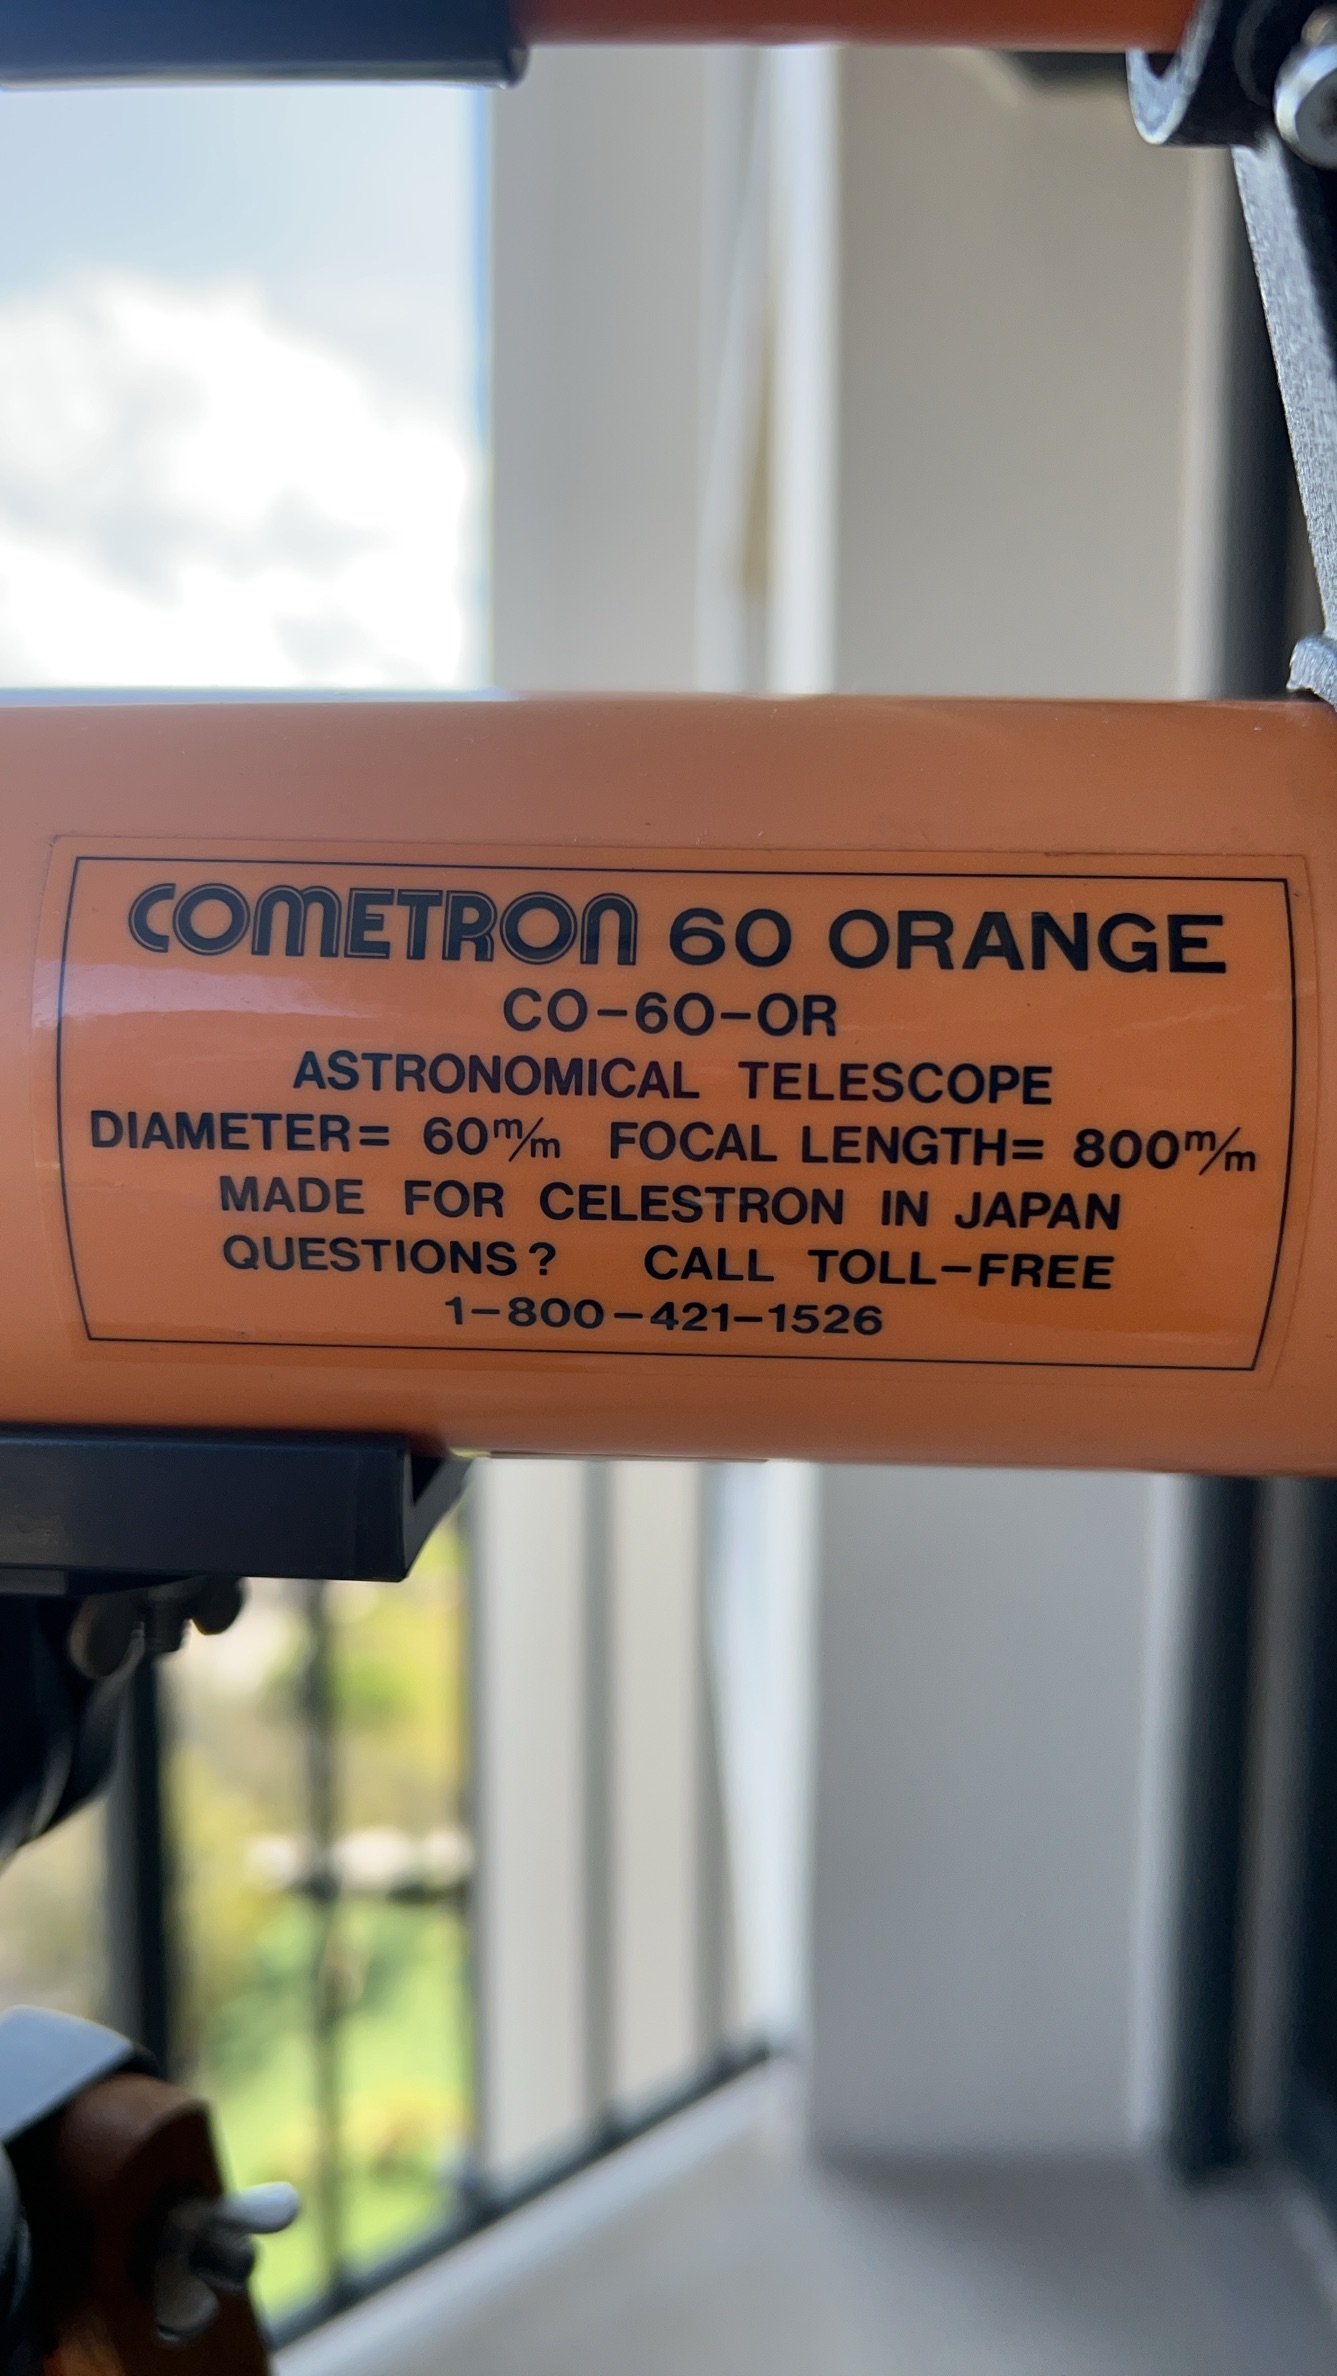 COMETRON 60 ORANGE
CO-60-OR
ASTRONOMICAL TELESCOPE
DIAMETER= 60m/m FOCAL LENGTH= 800m/m
MADE FOR CELESTRON IN JAPAN
QUESTIONS? CALL TOLL-FREE
1-800-421-1526